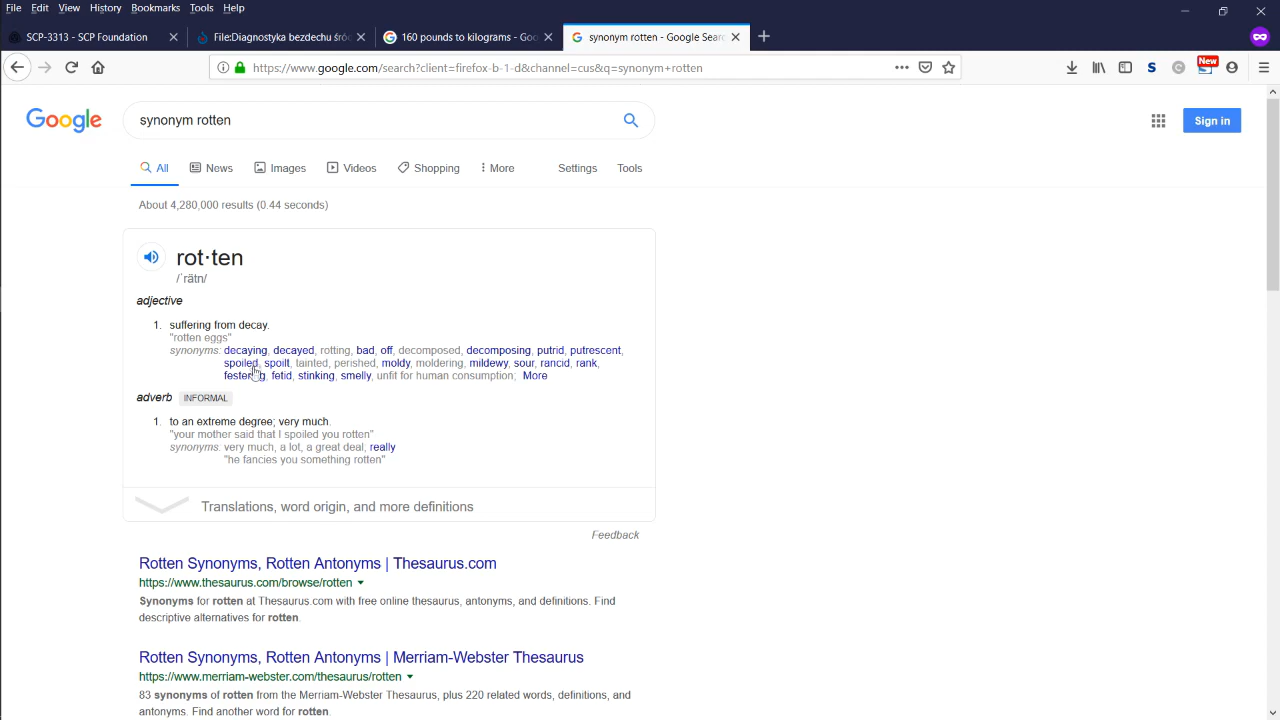 File Edit View History Bookmarks Tools Help
SCP-3313 - SCP Foundation
File:Diagnostyka bezdechu śró
160 pounds to kilograms - Goo
synonym rotten - Google Sear
https://www.google.com/search?client=firefox-b-1-d&channel=cus&q=synonym+rotten
New
Google
synonym rotten
Sign in
All News Images Videos Shopping More Settings Tools
About 4,280,000 results (0.44 seconds)
rot·ten
/ˈrätn/
adjective
1. suffering from decay.
"rotten eggs"
synonyms: decaying, decayed, rotting, bad, off, decomposed, decomposing, putrid, putrescent,
spoiled, spoilt, tainted, perished, moldy, moldering, mildewy, sour, rancid, rank,
festering, fetid, stinking, smelly, unfit for human consumption; More
adverb INFORMAL
1. to an extreme degree; very much.
"your mother said that I spoiled you rotten"
synonyms: very much, a lot, a great deal, really
"he fancies you something rotten"
Translations, word origin, and more definitions
Feedback
Rotten Synonyms, Rotten Antonyms | Thesaurus.com
https://www.thesaurus.com/browse/rotten
Synonyms for rotten at Thesaurus.com with free online thesaurus, antonyms, and definitions. Find
descriptive alternatives for rotten.
Rotten Synonyms, Rotten Antonyms | Merriam-Webster Thesaurus
https://www.merriam-webster.com/thesaurus/rotten
83 synonyms of rotten from the Merriam-Webster Thesaurus, plus 220 related words, definitions, and
antonyms. Find another word for rotten.